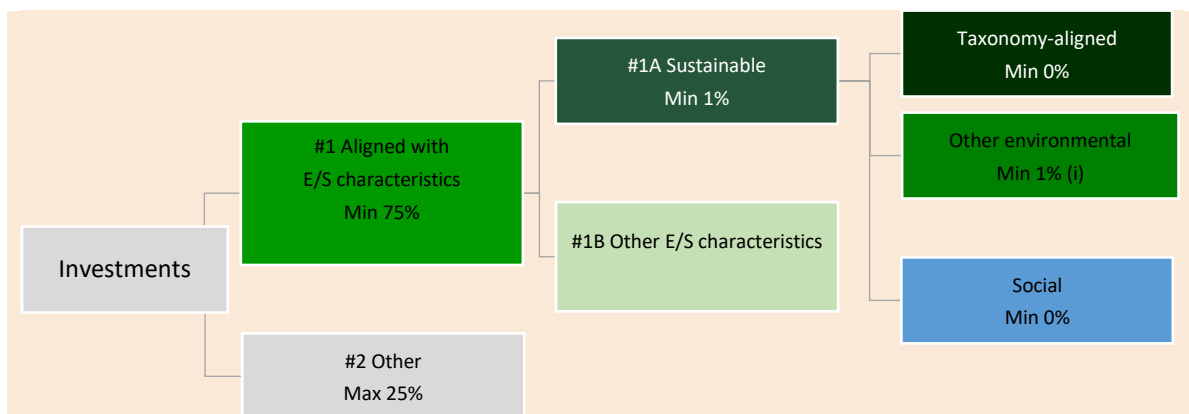 Investments
#1 Aligned with
E/S characteristics
Min 75%
#2 Other
Max 25%
#1A Sustainable
Min 1%
#1B Other E/S characteristics
Taxonomy-aligned
Min 0%
Other environmental
Min 1% (i)
Social
Min 0%